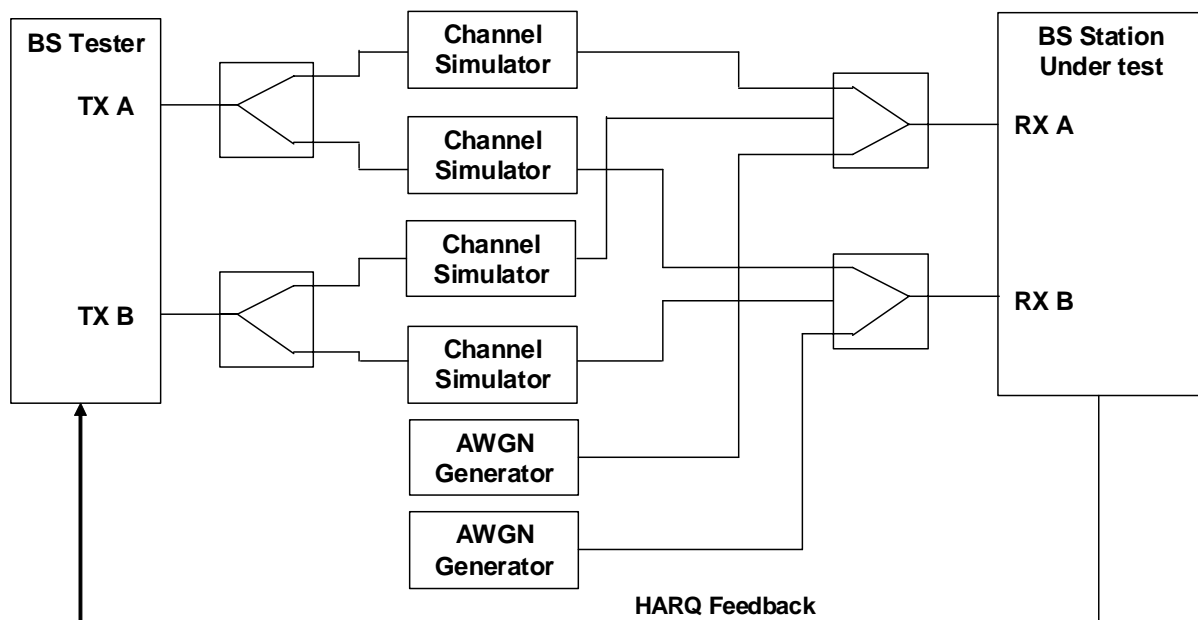 BS Tester
TX A
TX B
Channel
Simulator
Channel
Simulator
Channel
Simulator
Channel
Simulator
AWGN
Generator
AWGN
Generator
BS Station
Under test
RX A
RX B
HARQ Feedback